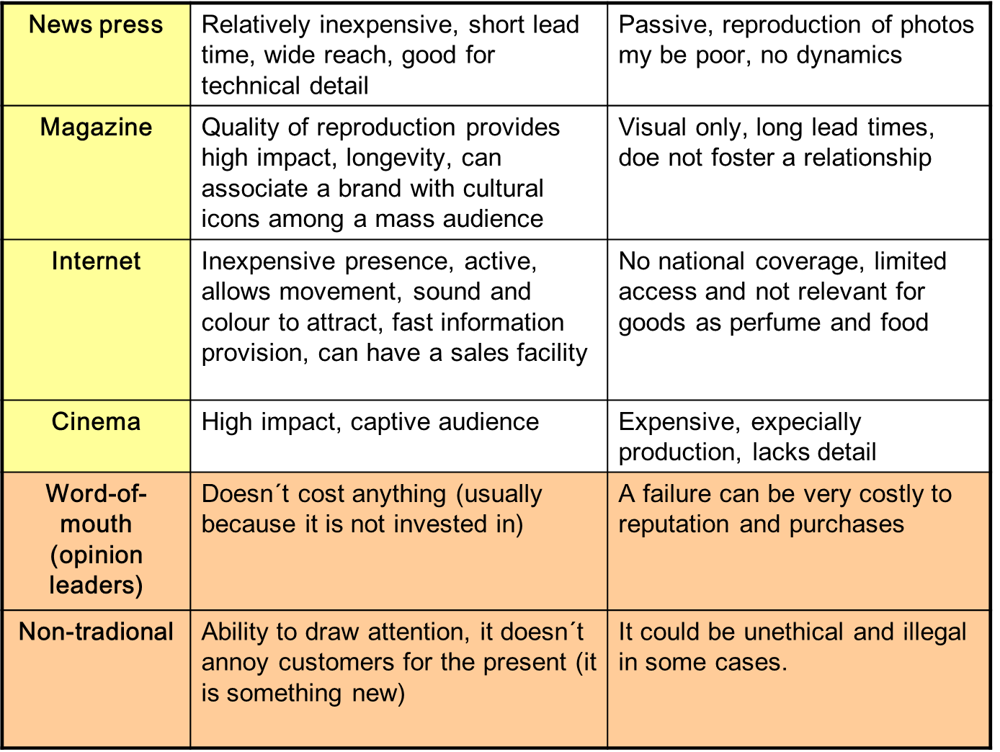 News press
Relatively inexpensive, short lead
time, wide reach, good for
technical detail
Passive, reproduction of photos
my be poor, no dynamics
Magazine
Quality of reproduction provides
high impact, longevity, can
associate a brand with cultural
icons among a mass audience
Visual only, long lead times,
doe not foster a relationship
Internet
Inexpensive presence, active,
allows movement, sound and
colour to attract, fast information
provision, can have a sales facility
No national coverage, limited
access and not relevant for
goods as perfume and food
Cinema
High impact, captive audience
Expensive, expecially
production, lacks detail
Word-of-
mouth
(opinion
leaders)
Doesn´t cost anything (usually
because it is not invested in)
A failure can be very costly to
reputation and purchases
Non-tradional
Ability to draw attention, it doesn´t
annoy customers for the present (it
is something new)
It could be unethical and illegal
in some cases.